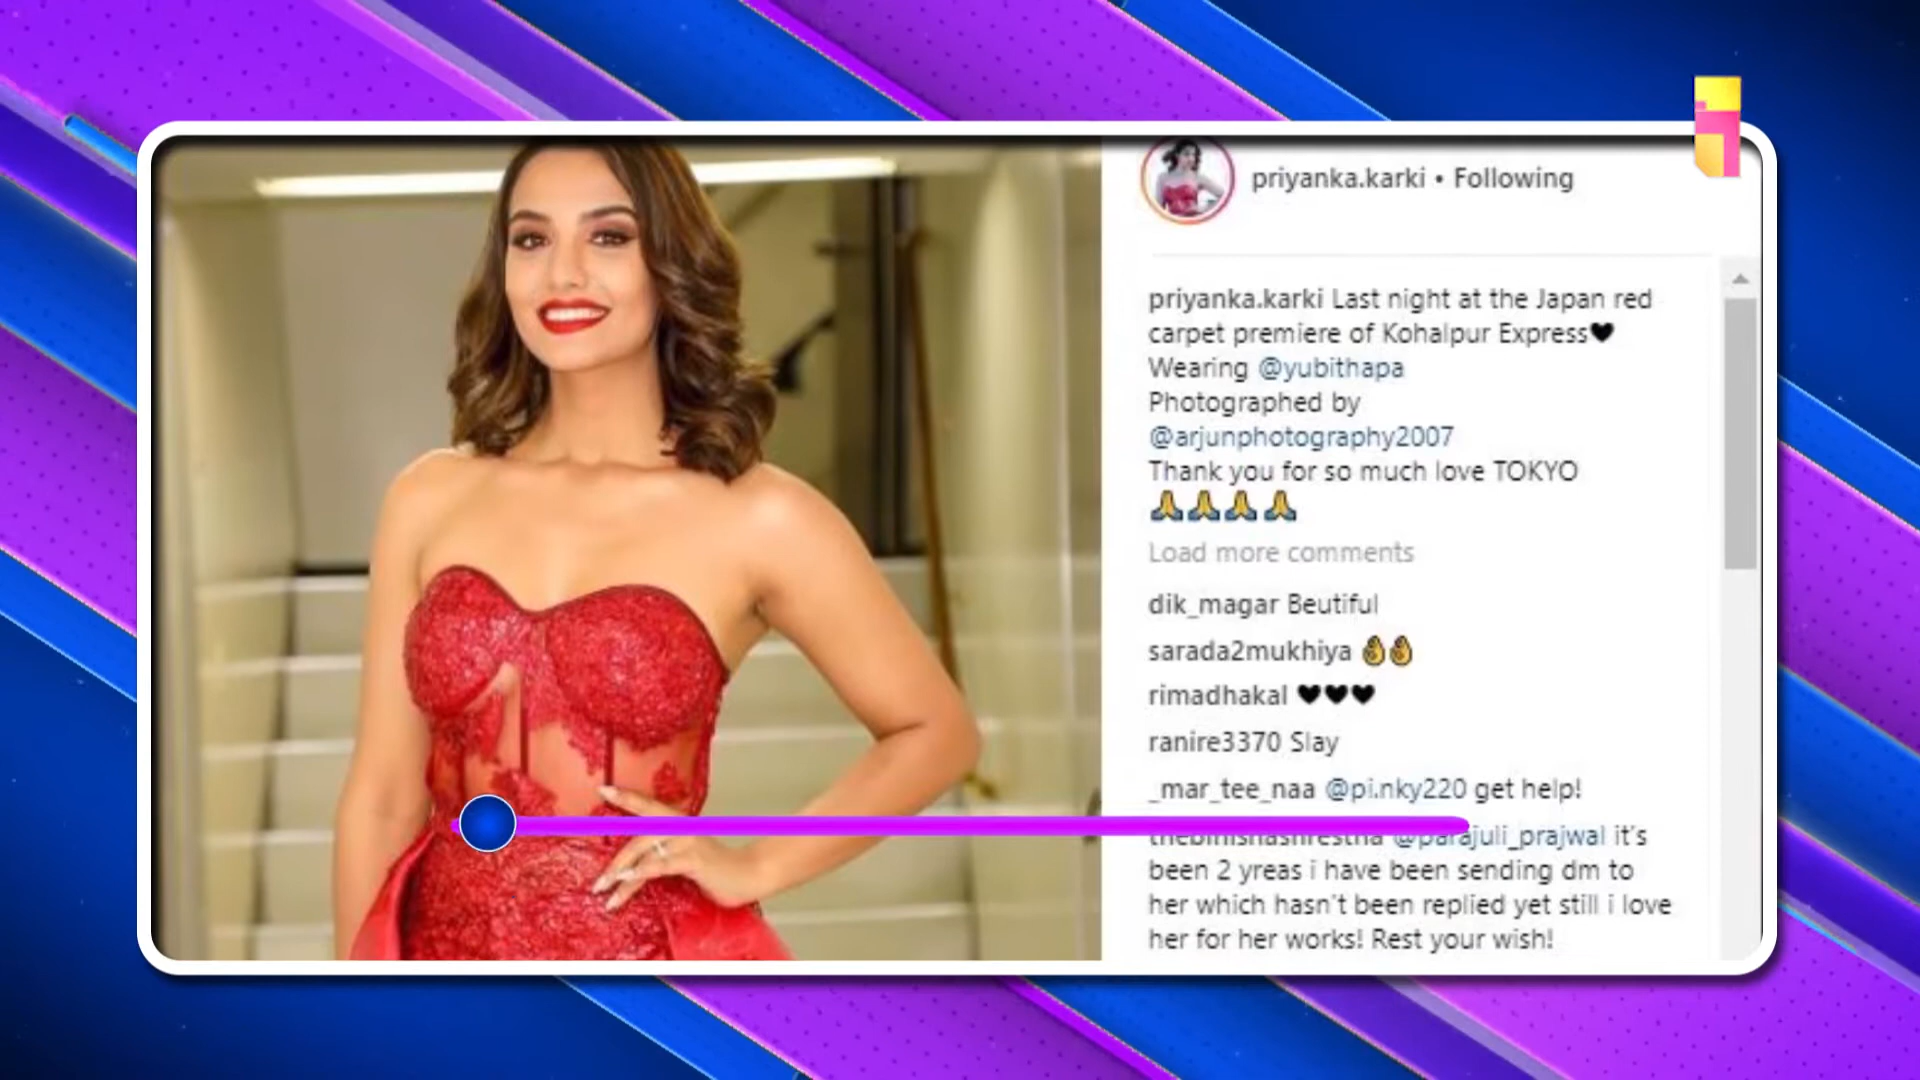 priyanka.karki • Following
priyanka.karki Last night at the Japan red
carpet premiere of Kohalpur Express🖤
Wearing @yubithapa
Photographed by
@arjunphotography2007
Thank you for so much love TOKYO
🙏🙏🙏🙏
Load more comments
dik_magar Beutiful
sarada2mukhiya 👌👌
rimadhakal 🖤🖤🖤
ranire3370 Slay
_mar_tee_naa @pi.nky220 get help!
thebinishashrestha @parajuli_prajwal it's
been 2 yreas i have been sending dm to
her which hasn't been replied yet still i love
her for her works! Rest your wish!